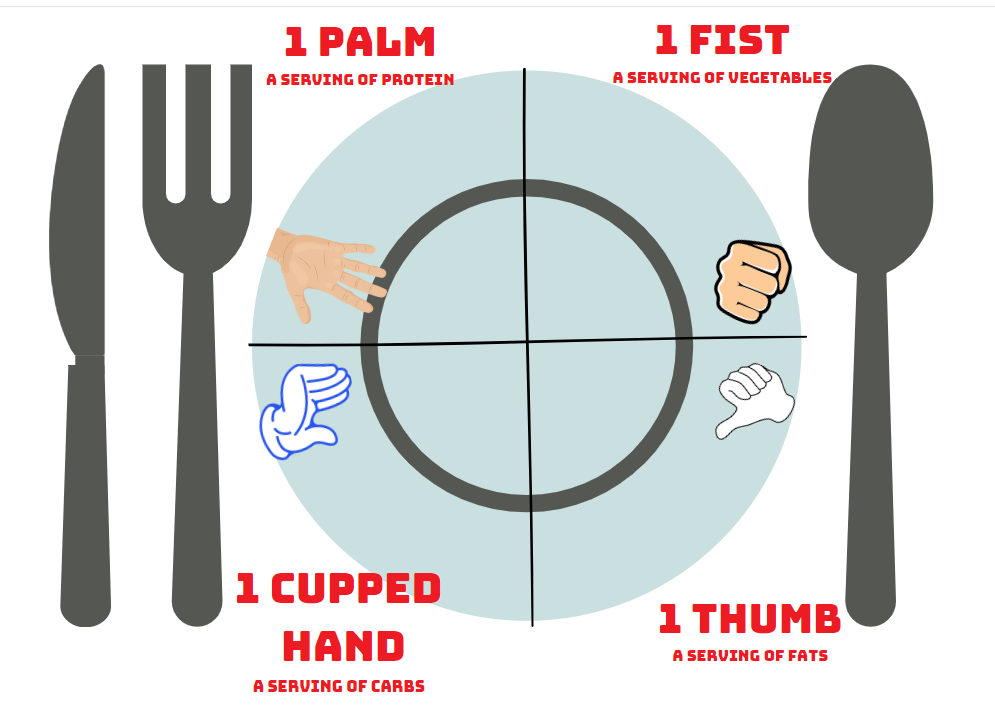 1 PALM
A SERVING OF PROTEIN
1 FIST
A SERVING OF VEGETABLES
1 CUPPED
HAND
A SERVING OF CARBS
1 THUMB
A SERVING OF FATS